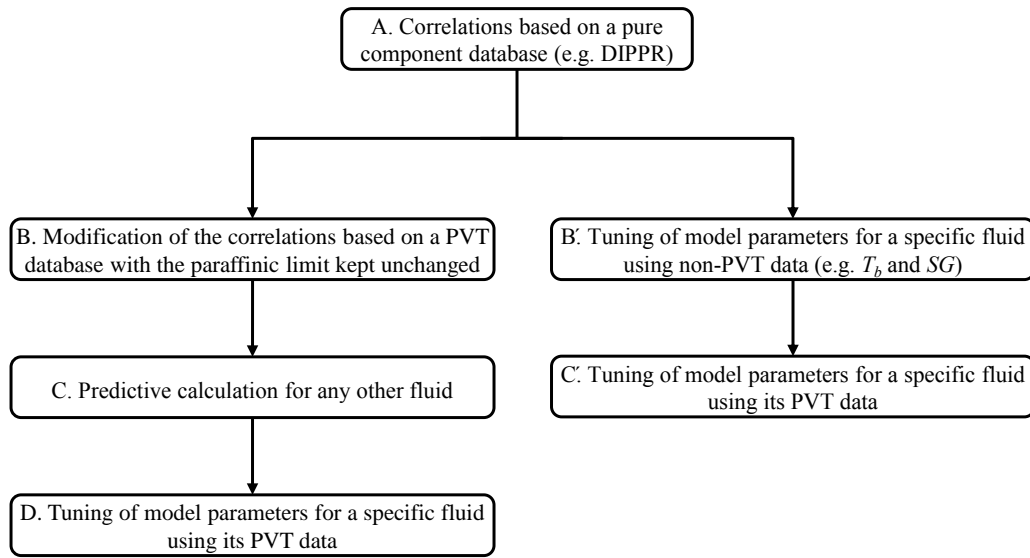 A. Correlations based on a pure
component database (e.g. DIPPR)
B. Modification of the correlations based on a PVT
database with the paraffinic limit kept unchanged
B′. Tuning of model parameters for a specific fluid
using non-PVT data (e.g. T_b and SG)
C. Predictive calculation for any other fluid
C′. Tuning of model parameters for a specific fluid
using its PVT data
D. Tuning of model parameters for a specific fluid
using its PVT data